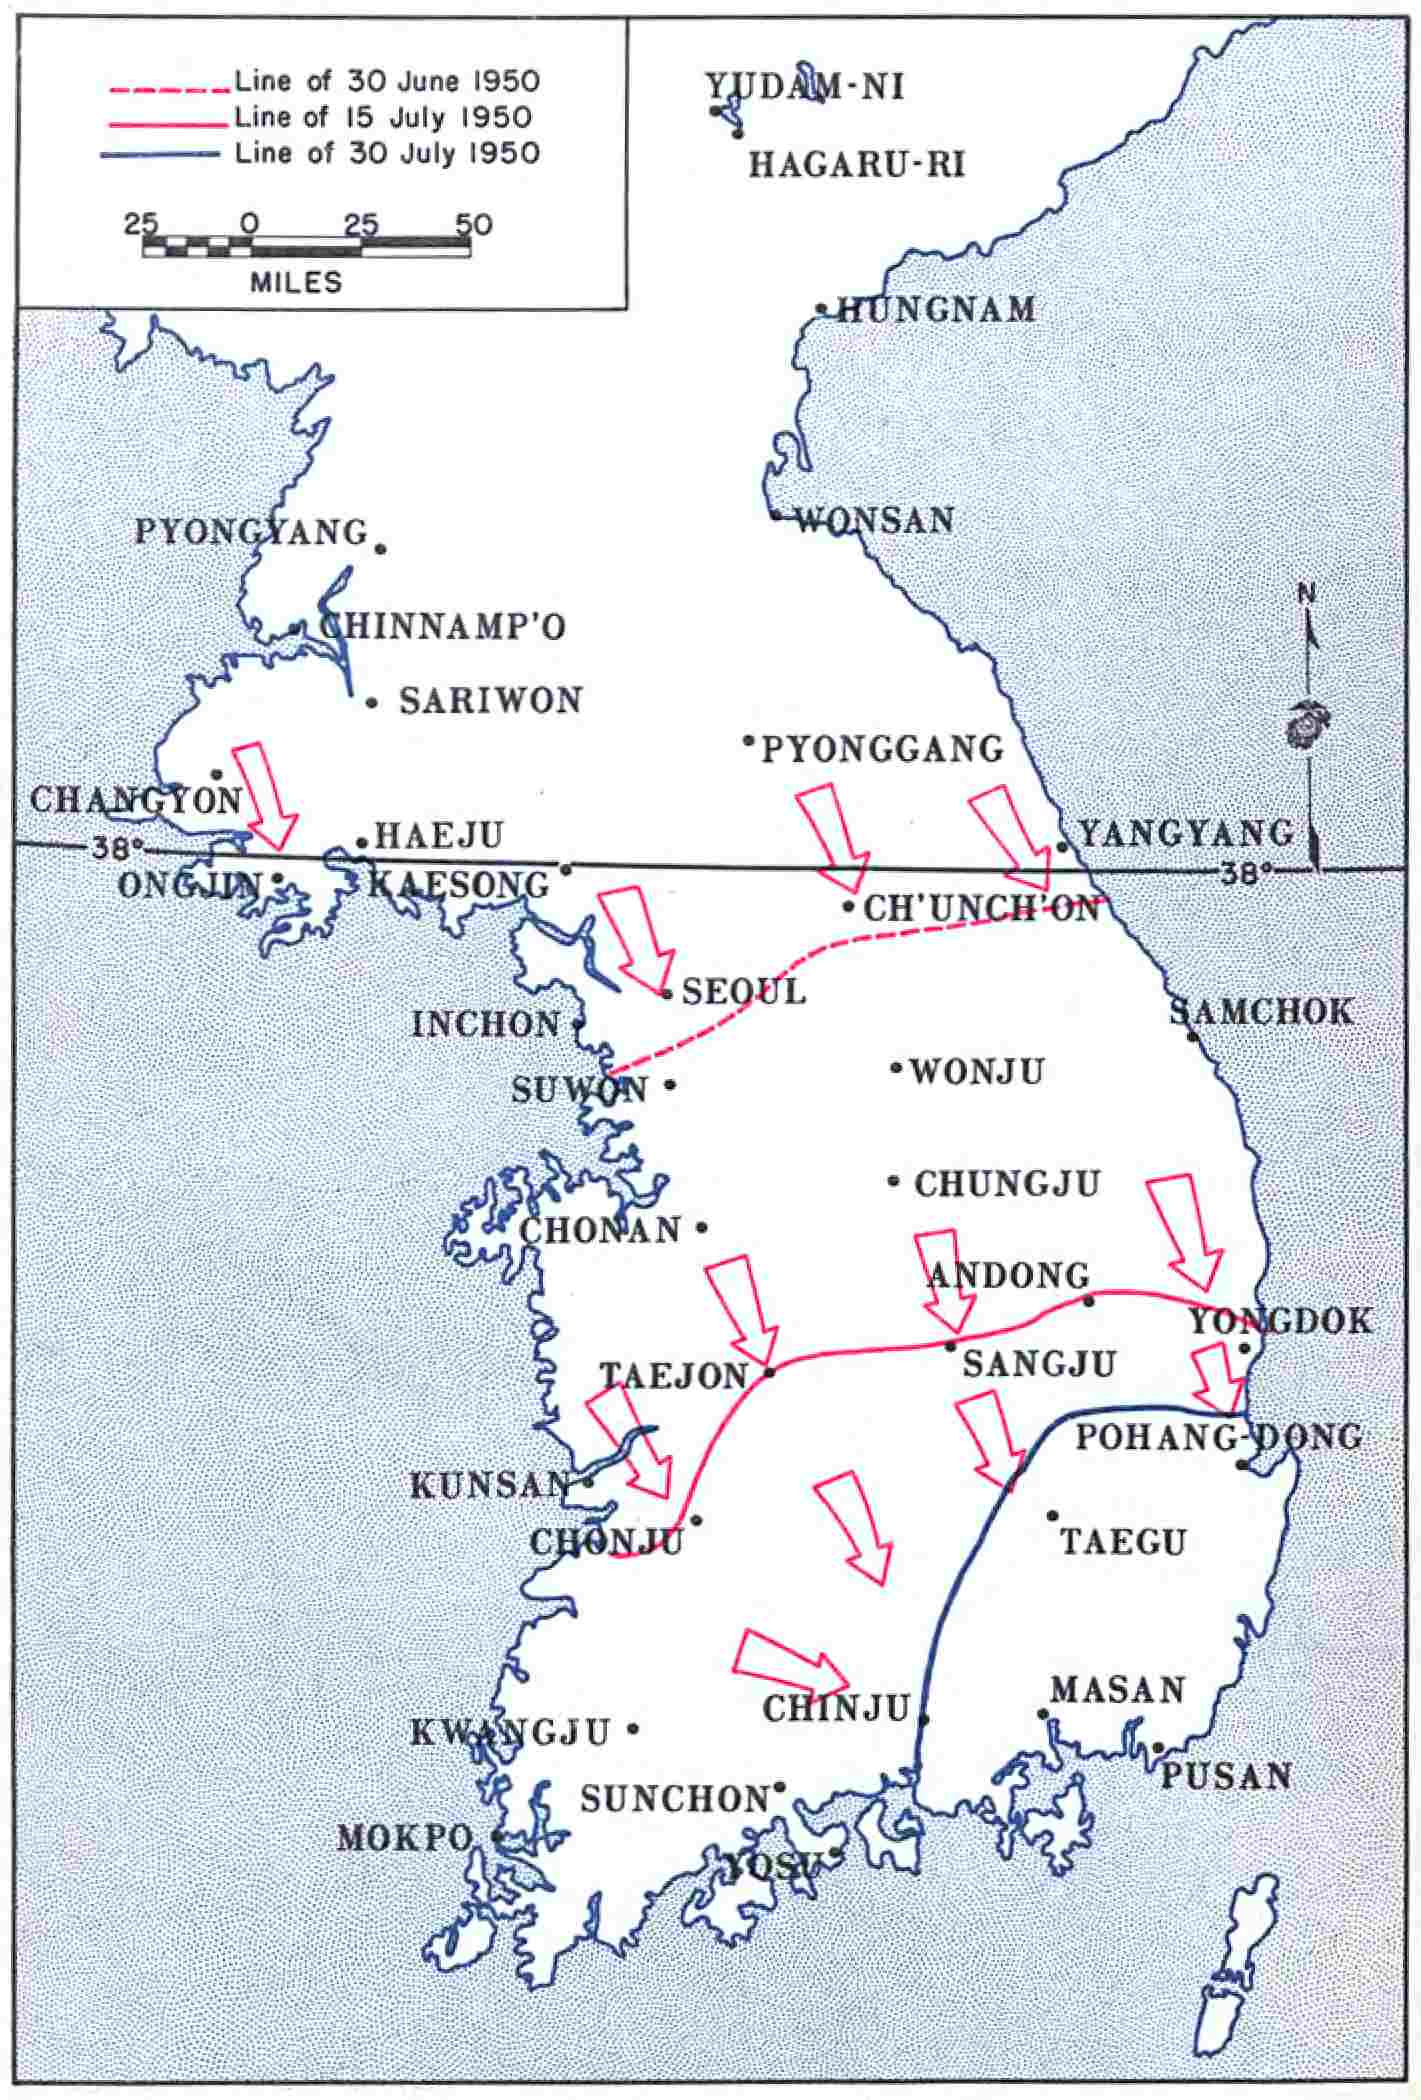 Line of 30 June 1950
Line of 15 July 1950
Line of 30 July 1950
25 0 25 50
MILES
YUDAM-NI
HAGARU-RI
HUNGNAM
WONSAN
PYONGYANG
N
CHINNAMP'O
SARIWON
PYONGGANG
CHANGYON
HAEJU
YANGYANG
38°
38°
ONGJIN
KAESONG
CH'UNCH'ON
SEOUL
SAMCHOK
INCHON
WONJU
SUWON
CHUNGJU
CHONAN
ANDONG
YONGDOK
SANGJU
TAEJON
POHANG-DONG
KUNSAN
CHONJU
TAEGU
MASAN
CHINJU
KWANGJU
PUSAN
SUNCHON
MOKPO
YOSU